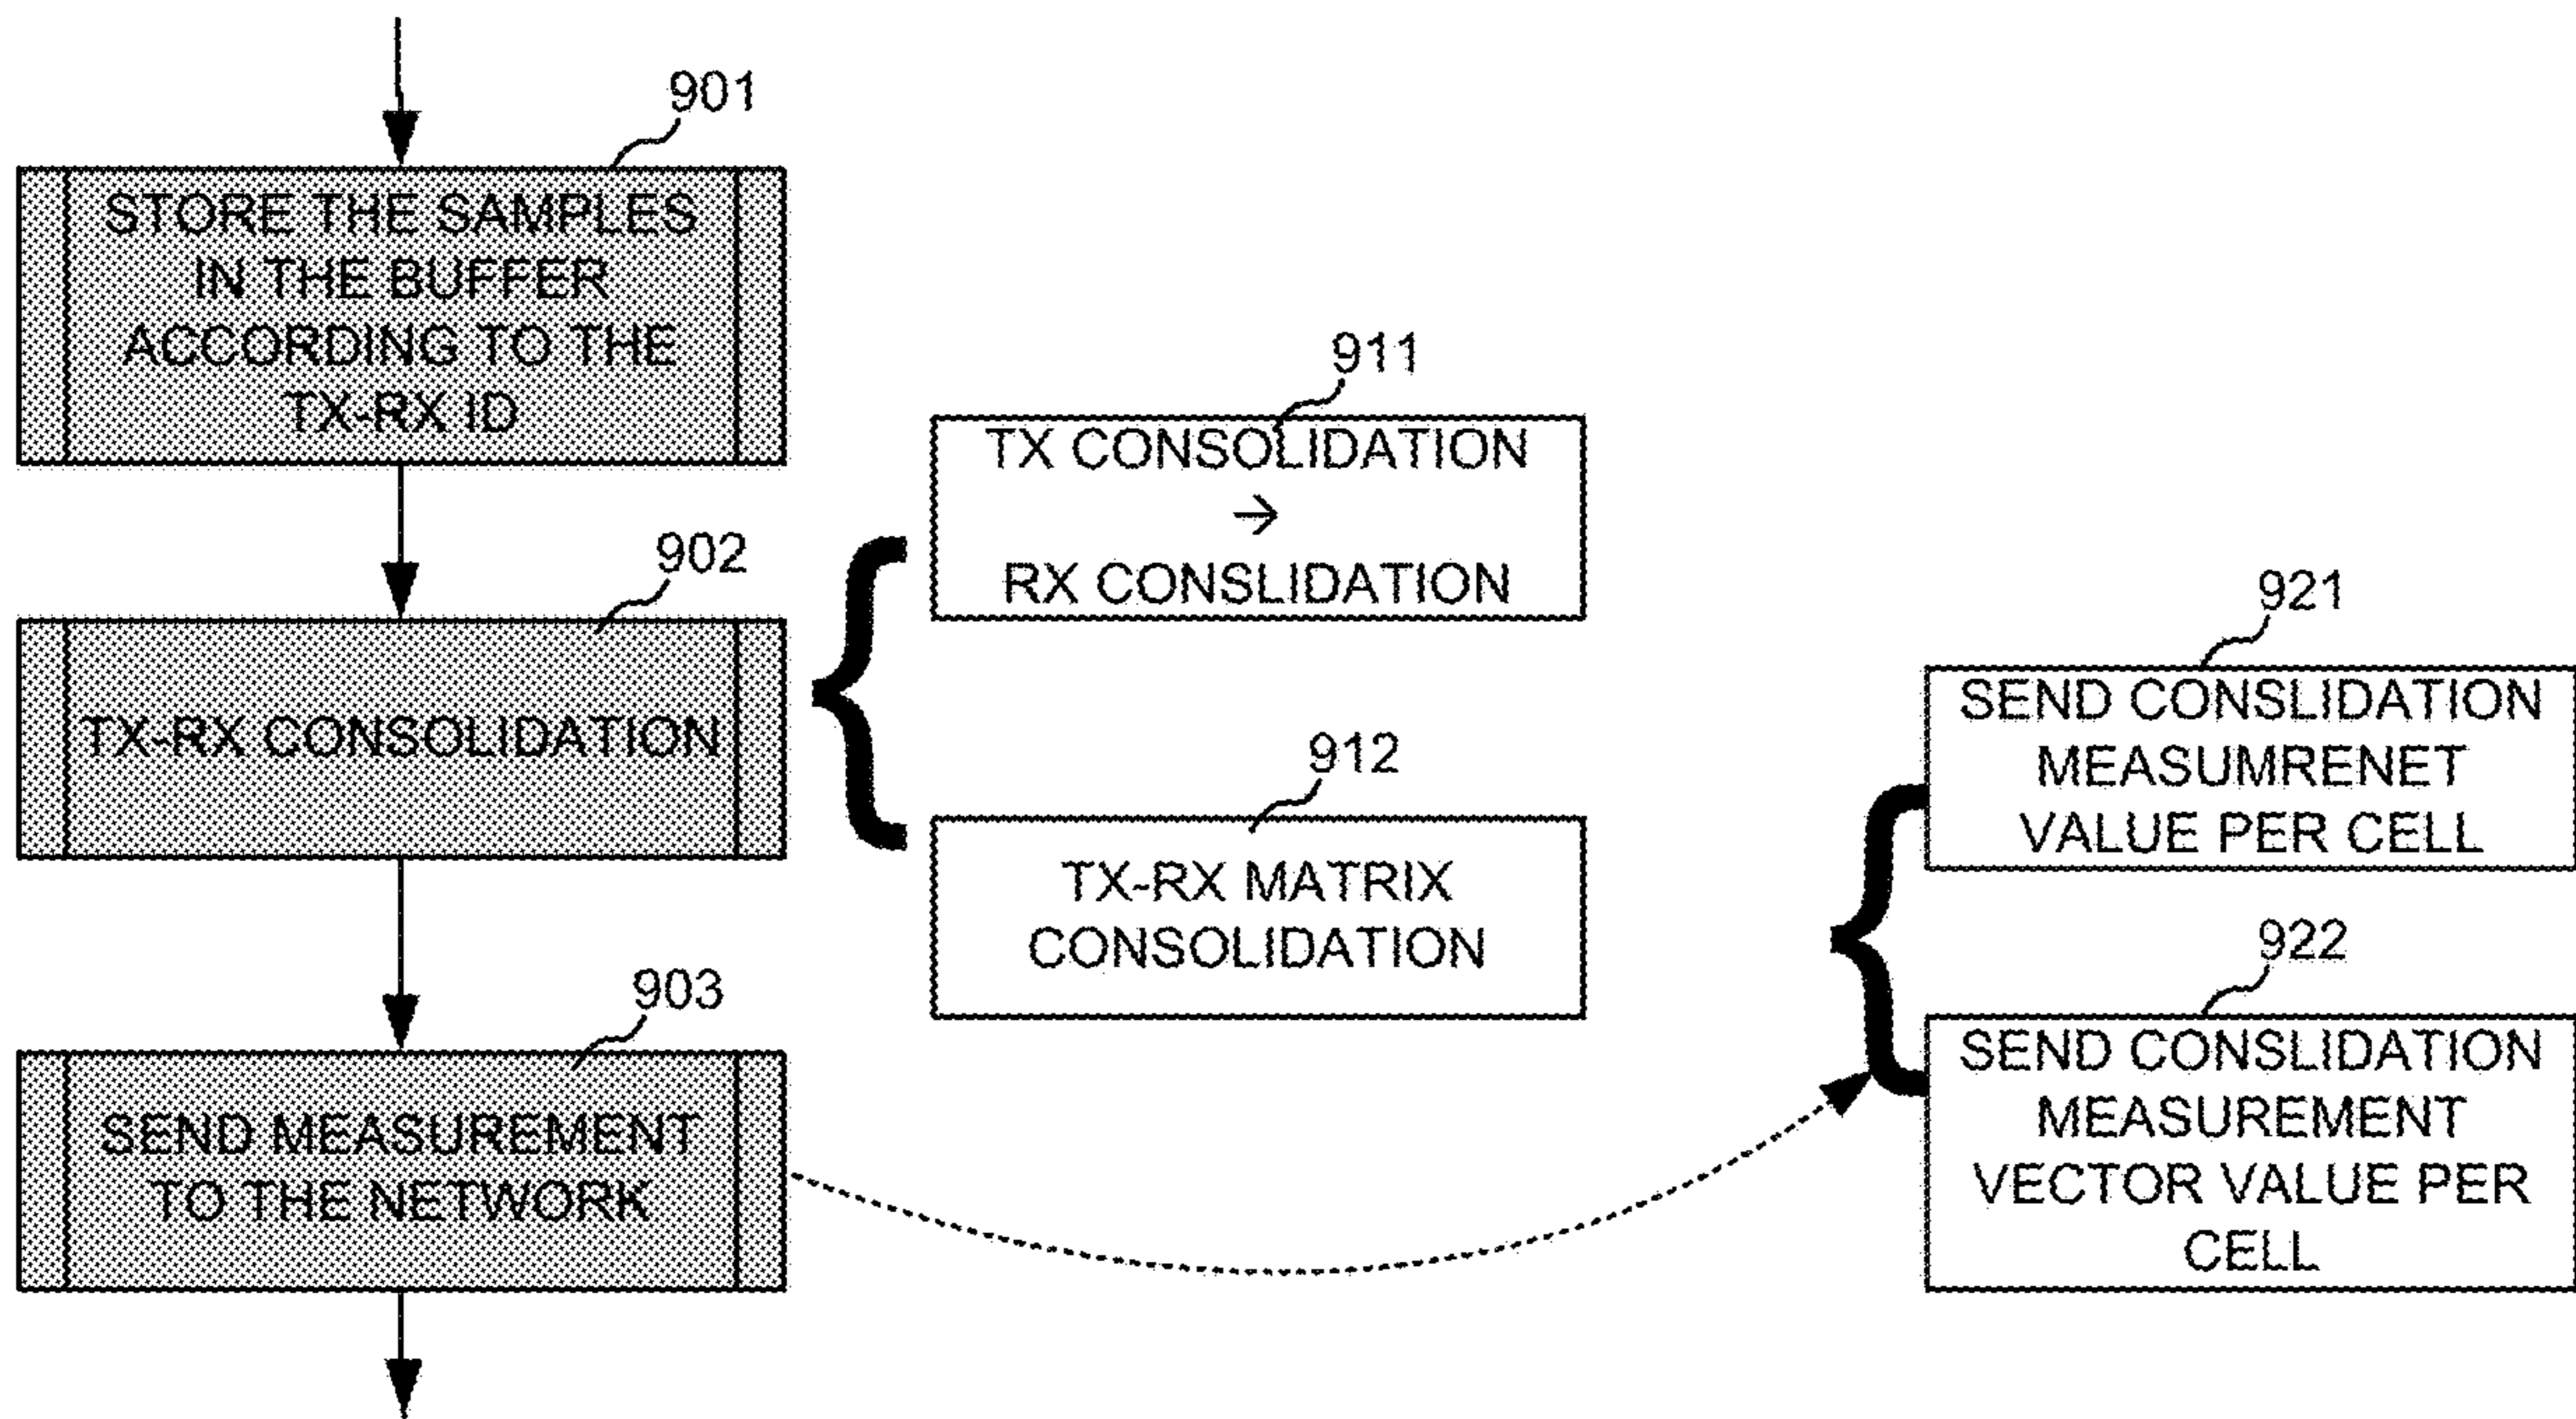 901
STORE THE SAMPLES
IN THE BUFFER
ACCORDING TO THE
TX-RX ID
902
TX-RX CONSOLIDATION
903
SEND MEASUREMENT
TO THE NETWORK
911
TX CONSOLIDATION
→
RX CONSLIDATION
912
TX-RX MATRIX
CONSOLIDATION
921
SEND CONSLIDATION
MEASUMRENET
VALUE PER CELL
922
SEND CONSLIDATION
MEASUREMENT
VECTOR VALUE PER
CELL